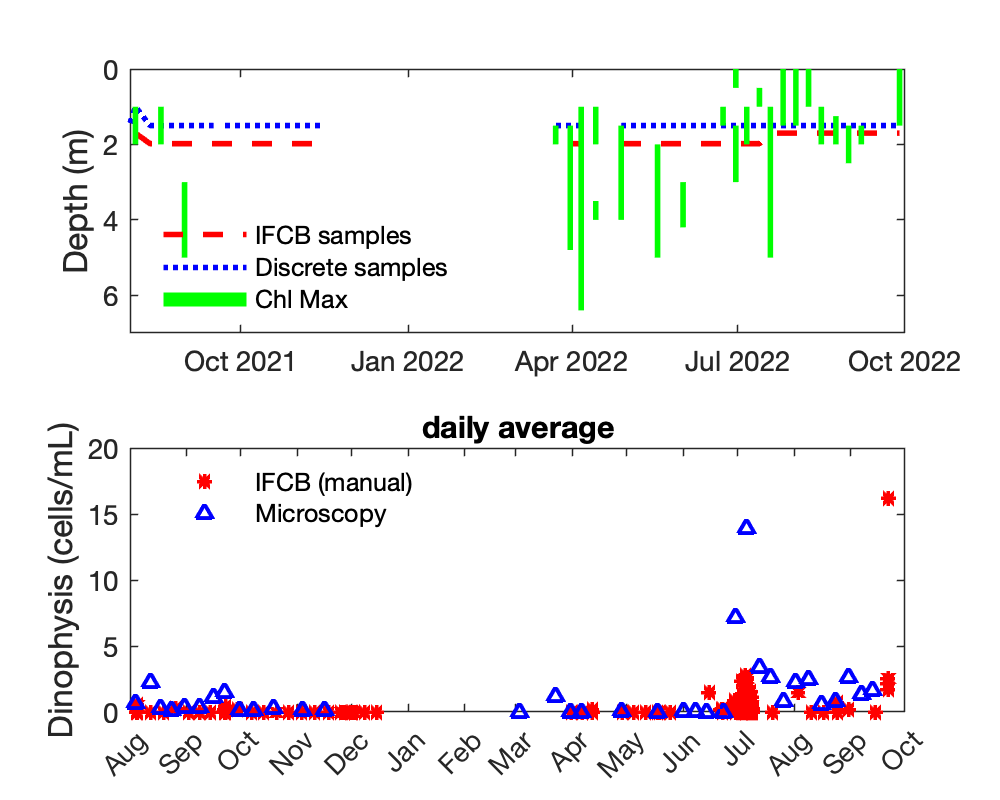 0
2
4
6
Depth (m)
IFCB samples
Discrete samples
Chl Max
Oct 2021 Jan 2022 Apr 2022 Jul 2022 Oct 2022
daily average
20
15
10
5
0
Dinophysis (cells/mL)
IFCB (manual)
Microscopy
Aug Sep Oct Nov Dec Jan Feb Mar Apr May Jun Jul Aug Sep Oct